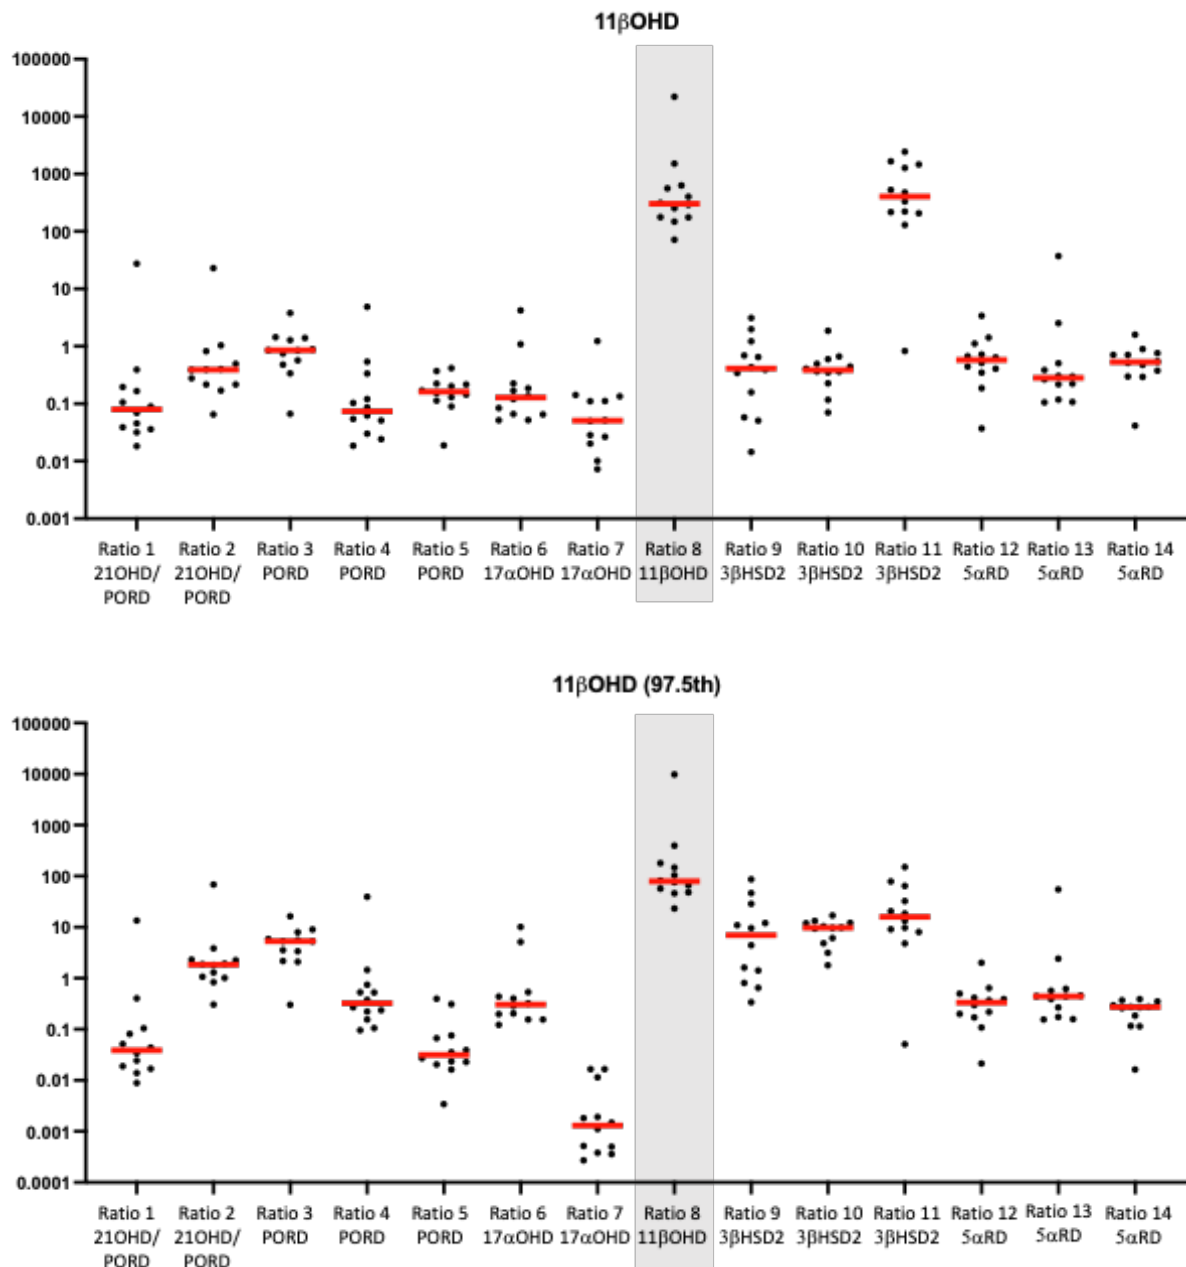 11βOHD
100000
10000
1000
100
10
1
0.1
0.01
0.001
Ratio 1 Ratio 2 Ratio 3 Ratio 4 Ratio 5 Ratio 6 Ratio 7 Ratio 8 Ratio 9 Ratio 10 Ratio 11 Ratio 12 Ratio 13 Ratio 14
21OHD/ 21OHD/ PORD PORD PORD 17αOHD 17αOHD 11βOHD 3βHSD2 3βHSD2 3βHSD2 5αRD 5αRD 5αRD
PORD PORD
11βOHD (97.5th)
100000
10000
1000
100
10
1
0.1
0.01
0.001
0.0001
Ratio 1 Ratio 2 Ratio 3 Ratio 4 Ratio 5 Ratio 6 Ratio 7 Ratio 8 Ratio 9 Ratio 10 Ratio 11 Ratio 12 Ratio 13 Ratio 14
21OHD/ 21OHD/ PORD PORD PORD 17αOHD 17αOHD 11βOHD 3βHSD2 3βHSD2 3βHSD2 5αRD 5αRD 5αRD
PORD PORD